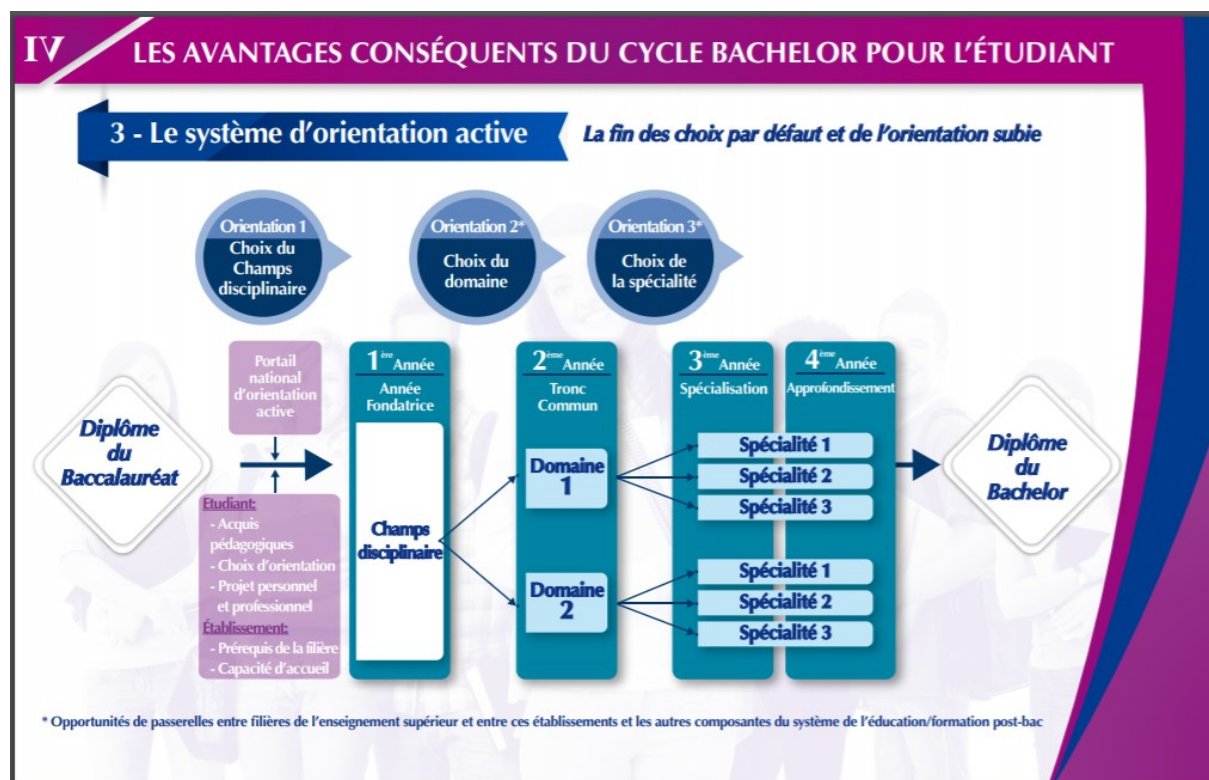 IV
LES AVANTAGES CONSÉQUENTS DU CYCLE BACHELOR POUR L'ÉTUDIANT
3 - Le système d'orientation active
La fin des choix par défaut et de l'orientation subie
Orientation 1
Choix du
Champs
disciplinaire
Orientation 2*
Choix du
domaine
Orientation 3*
Choix de
la spécialité
Diplôme
du
Baccalauréat
Portail
national
d'orientation
active
Etudiant:
- Acquis
pédagogiques
- Choix d'orientation
- Projet personnel
et professionnel
Établissement:
- Prérequis de la filière
- Capacité d'accueil
1ère Année
Année
Fondatrice
Champs
disciplinaire
2ème Année
Tronc
Commun
Domaine
1
Domaine
2
3ème Année
Spécialisation
4ème Année
Approfondissement
Spécialité 1
Spécialité 2
Spécialité 3
Spécialité 1
Spécialité 2
Spécialité 3
Diplôme
du
Bachelor
* Opportunités de passerelles entre filières de l'enseignement supérieur et entre ces établissements et les autres composantes du système de l'éducation/formation post-bac